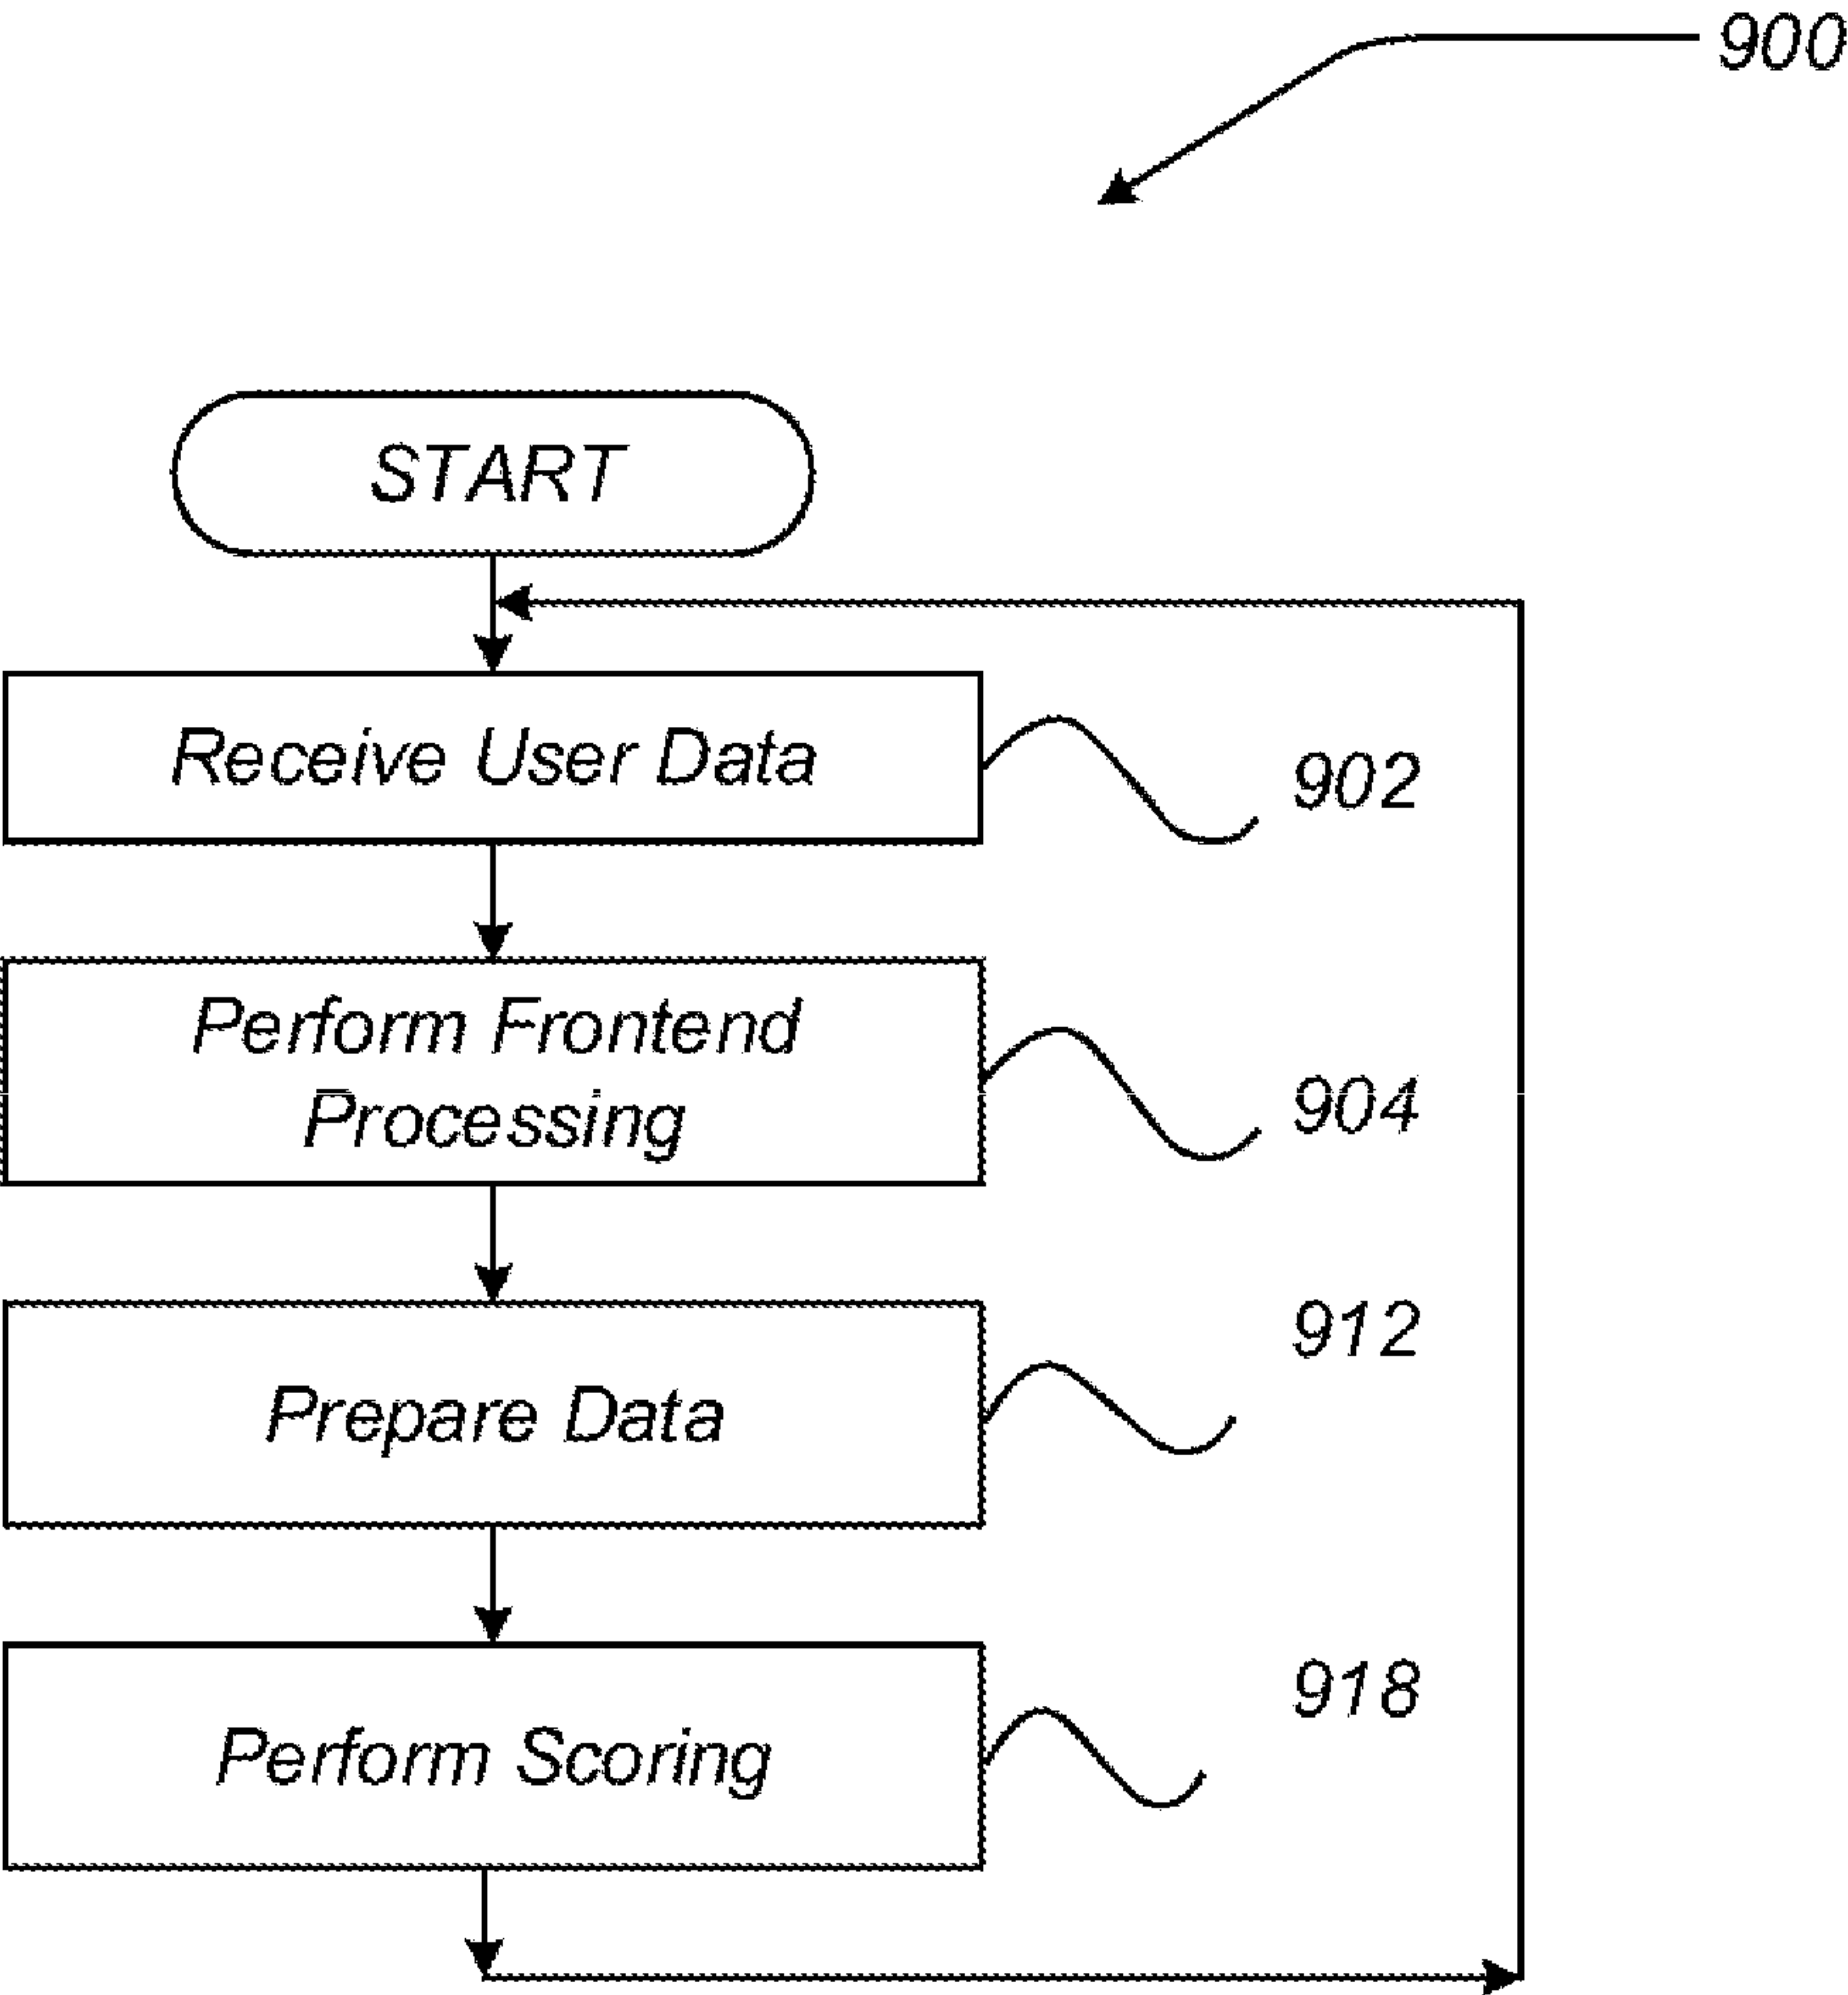 900
START
Receive User Data
902
Perform Frontend
Processing
904
912
Prepare Data
918
Perform Scoring